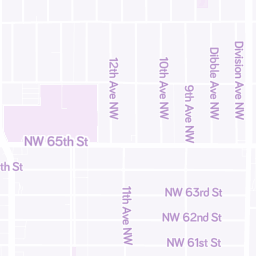 12th Ave NW
10th Ave NW
9th Ave NW
Dibble Ave NW
Division Ave NW
NW 65th St
th St
11th Ave NW
NW 63rd St
NW 62nd St
NW 61st St